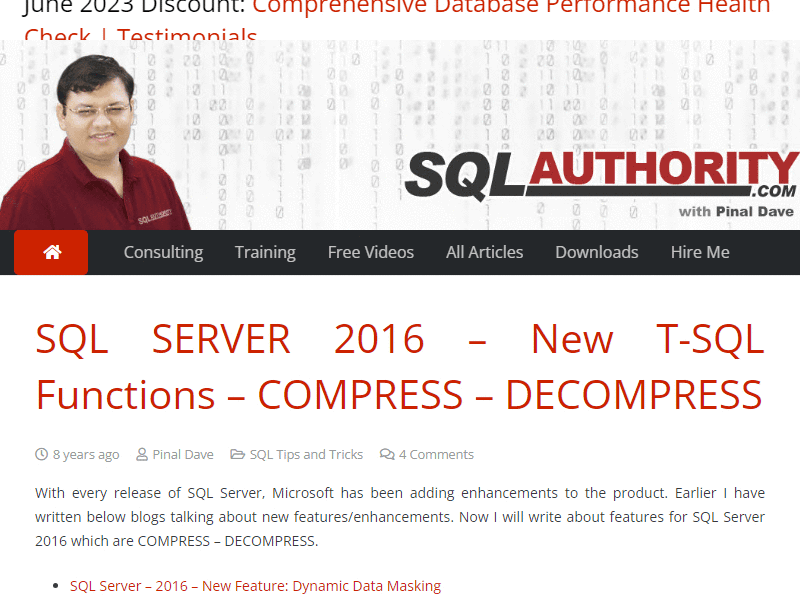 June 2023 Discount: Comprehensive Database Performance Health
Check | Testimonials
SQL AUTHORITY
.COM
with Pinal Dave
SQLAUTHORITY
Consulting Training Free Videos All Articles Downloads Hire Me
SQL SERVER 2016 – New T-SQL
Functions – COMPRESS – DECOMPRESS
8 years ago Pinal Dave SQL Tips and Tricks 4 Comments
With every release of SQL Server, Microsoft has been adding enhancements to the product. Earlier I have
written below blogs talking about new features/enhancements. Now I will write about features for SQL Server
2016 which are COMPRESS – DECOMPRESS.
• SQL Server – 2016 – New Feature: Dynamic Data Masking